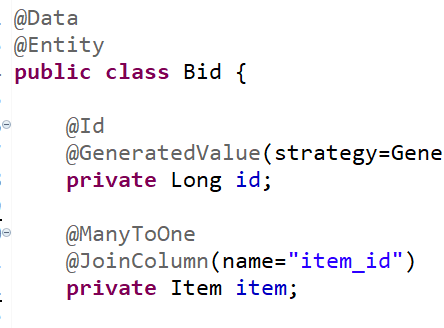 @Data
@Entity
public class Bid {
@Id
@GeneratedValue(strategy=Gene
private Long id;
@ManyToOne
@JoinColumn(name="item_id")
private Item item;